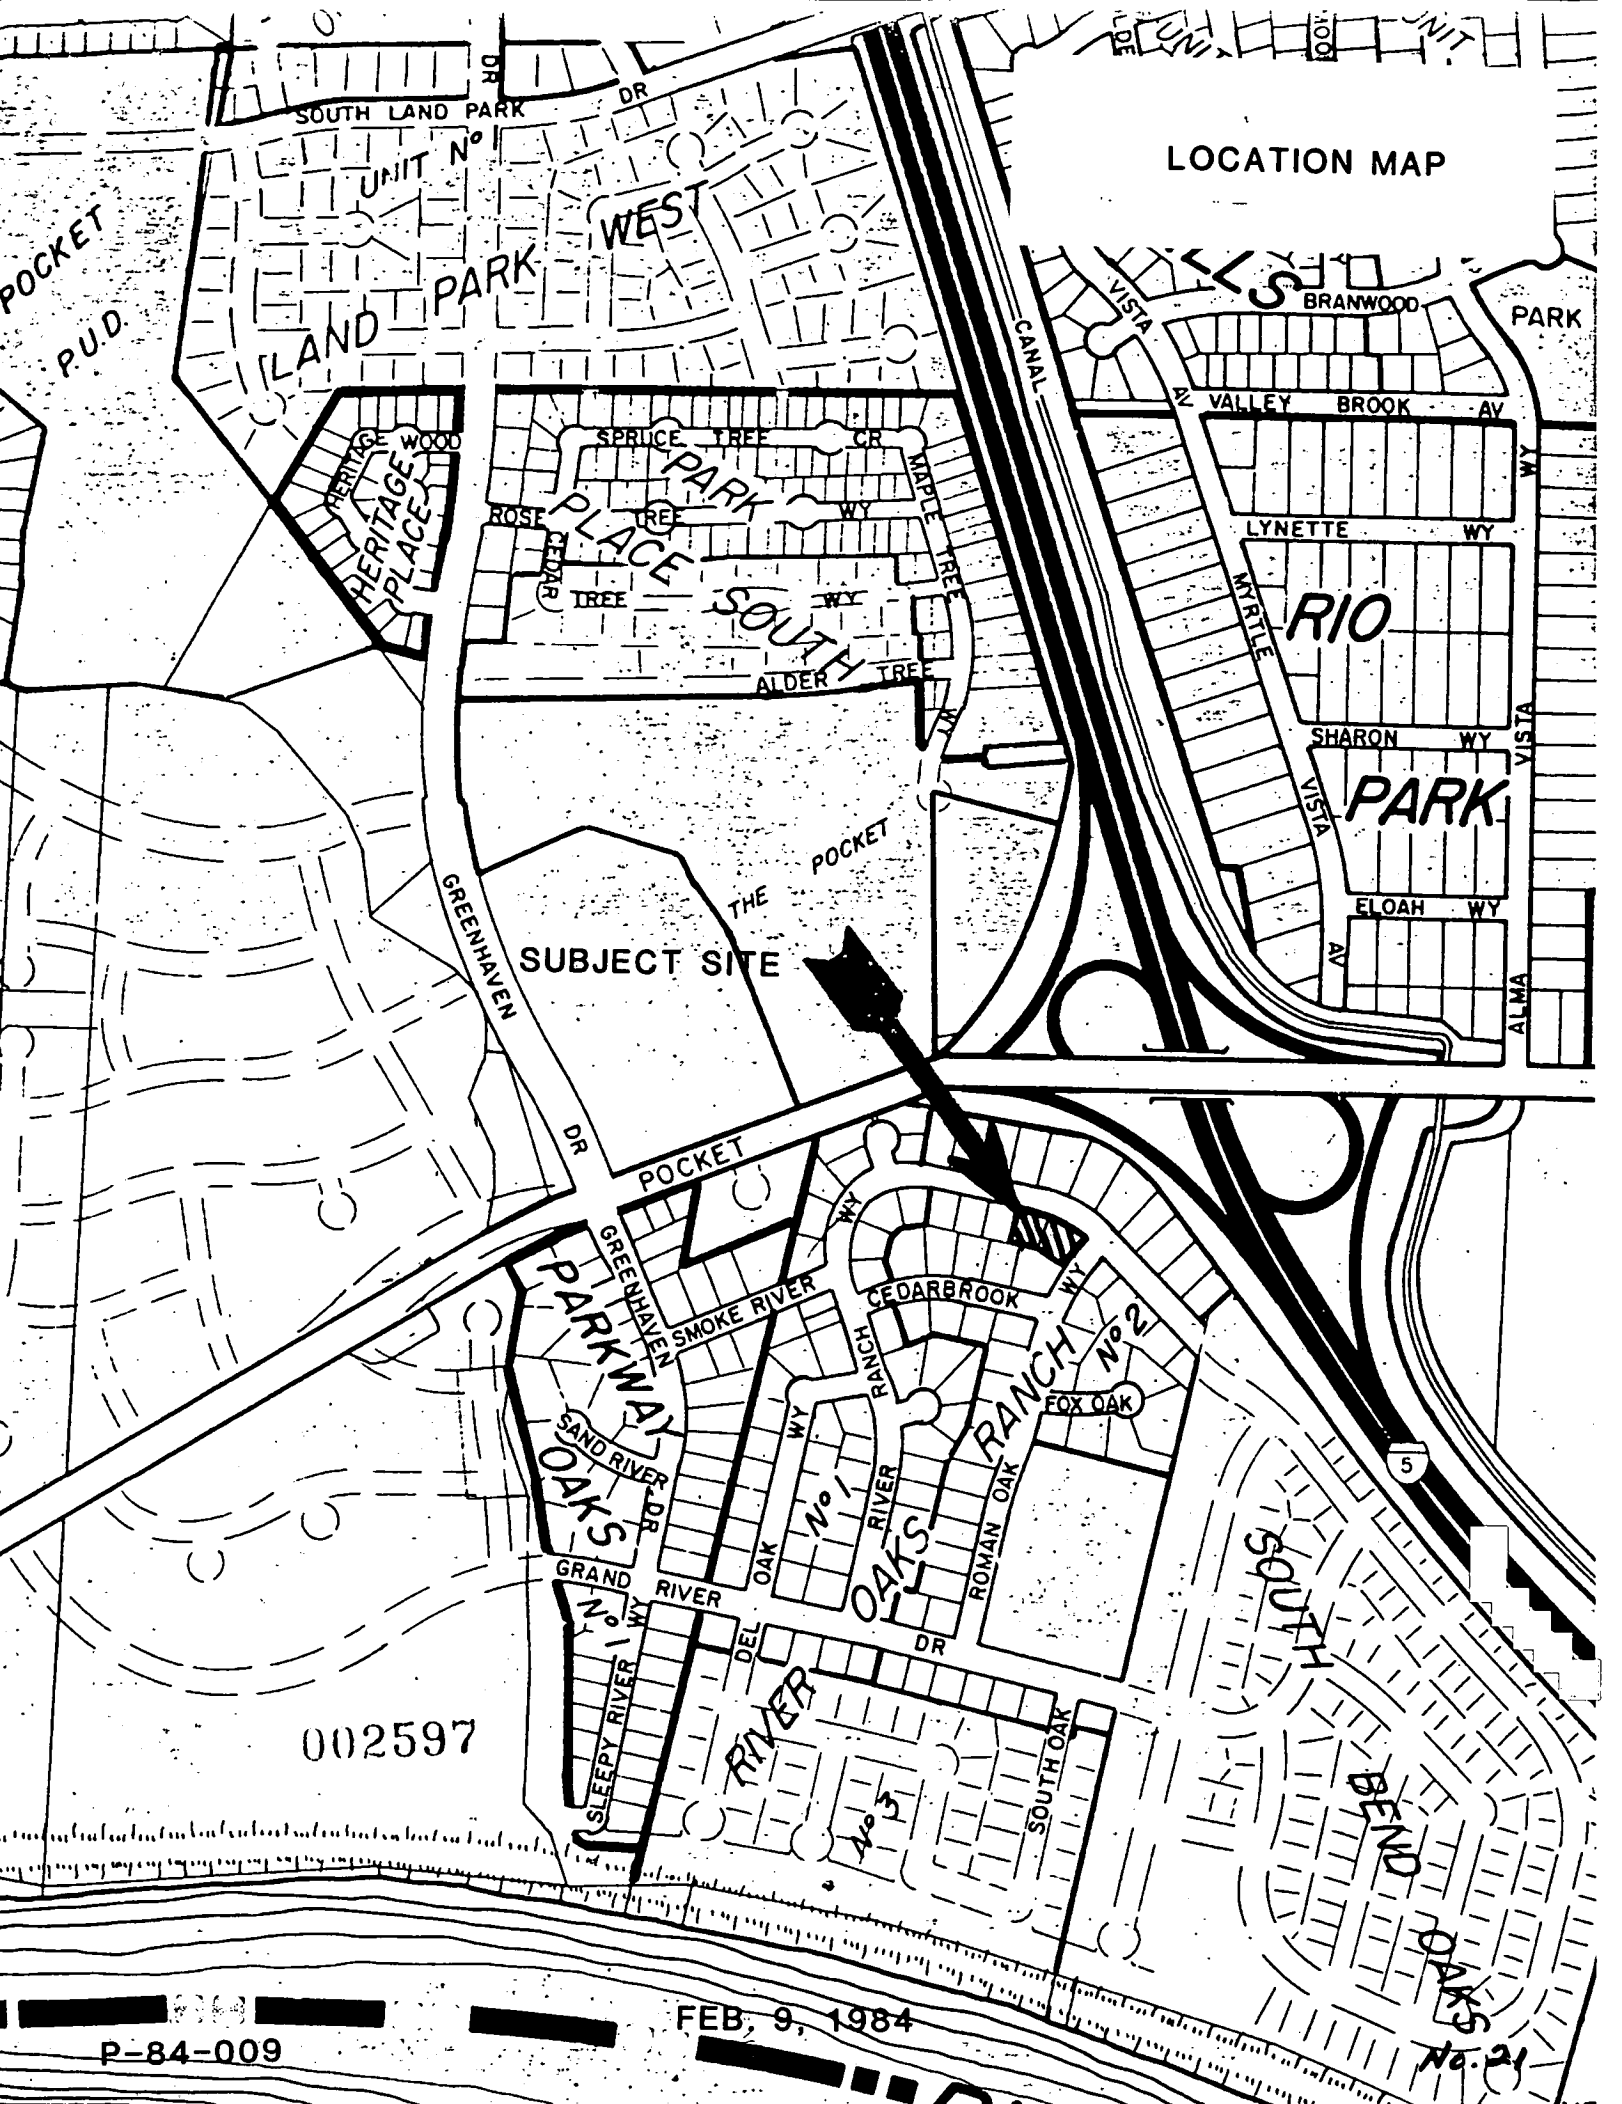 DR
UNIT
UNIT
SOUTH LAND PARK
DR
UNIT Nº 1
LOCATION MAP
POCKET
P.U.D.
LAND PARK WEST
CANAL
VISTA
BRANWOOD
PARK
AV
VALLEY BROOK AV
HERITAGE WOOD
SPRUCE TREE CR
WY
HERITAGE
PLACE
PARK
PLACE
SOUTH
MAPLE
TREE
ROSE TREE WY
LYNETTE WY
CEDAR
TREE WY
MYRTLE
RIO
ALDER TREE
WY
SHARON WY
VISTA
VISTA
PARK
THE POCKET
GREENHAVEN
SUBJECT SITE
ELOAH WY
AV
ALMA
DR
POCKET
WY
GREENHAVEN
PARKWAY
OAKS
SMOKE RIVER
CEDARBROOK
WY
RANCH
RANCH
Nº 2
FOX OAK
SAND RIVER
WY
5
DR
Nº 1
RIVER
OAKS
ROMAN OAK
SOUTH
GRAND RIVER
OAK
Nº 1
WY
DEL
DR
RIVER
SLEEPY RIVER
002597
SOUTH OAK
Nº 3
BEND
OAKS
FEB. 9, 1984
P-84-009
No. 21